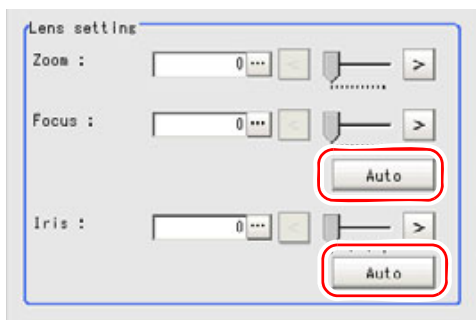 Lens setting
Zoom : 0 ... < >
Focus : 0 ... < >
Auto
Iris : 0 ... < >
Auto